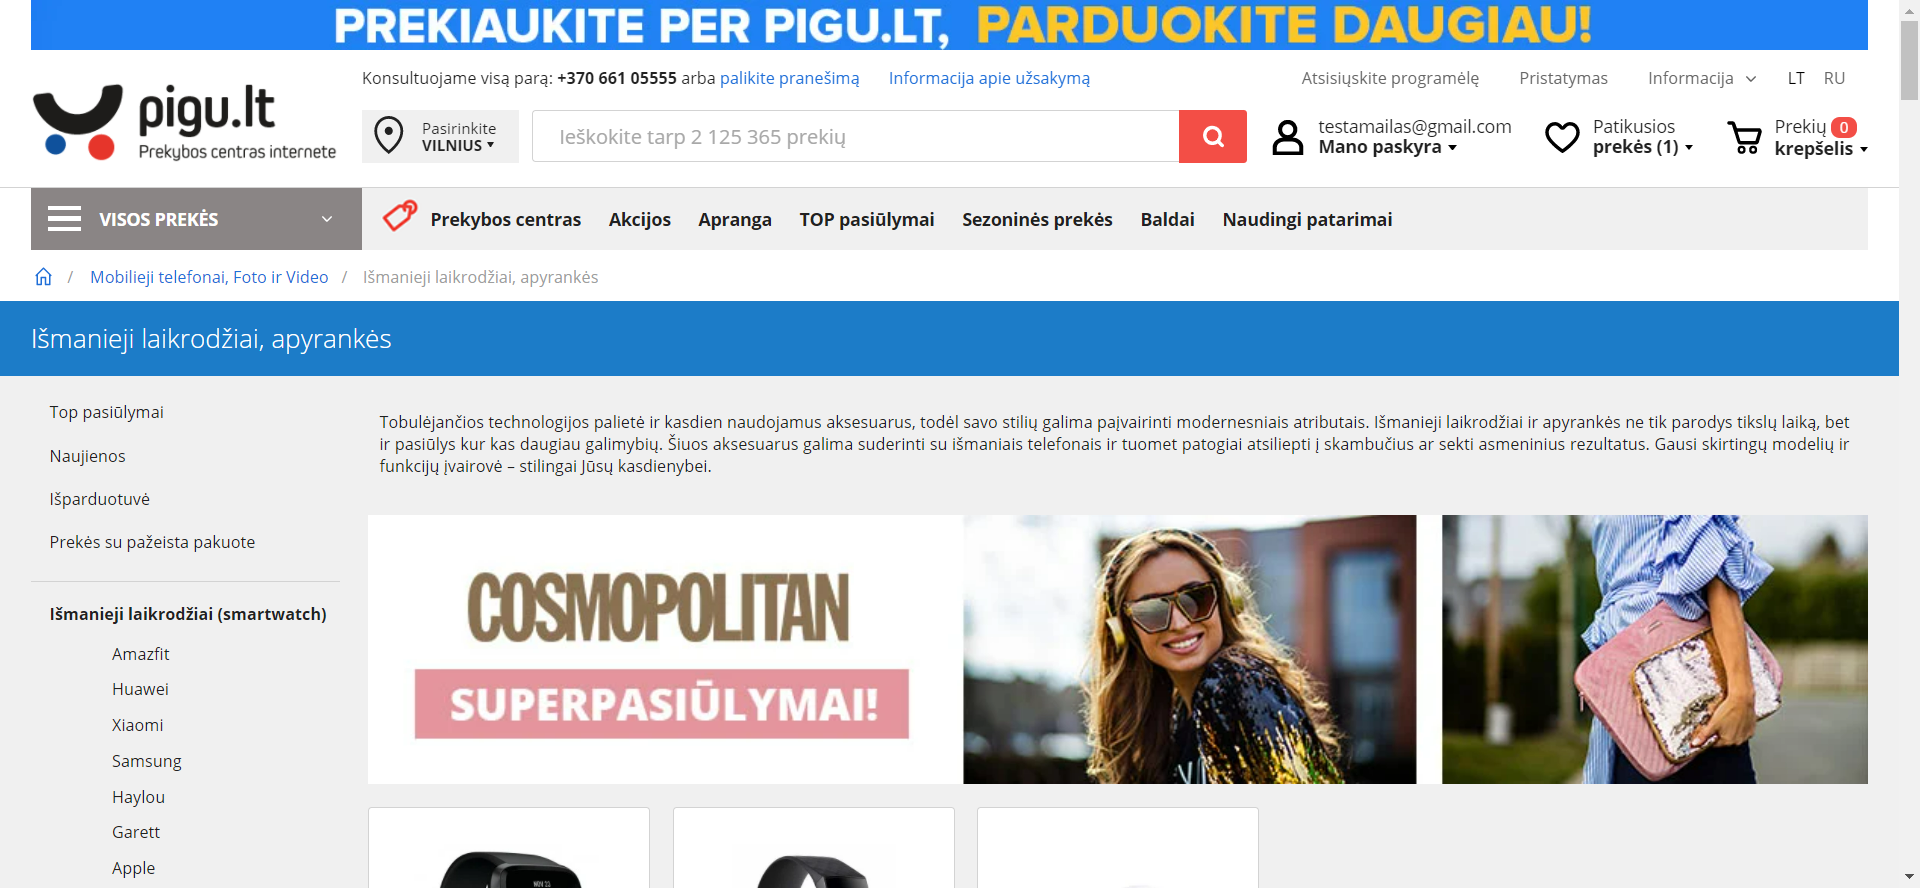 PREKIAUKITE PER PIGU.LT, PARDUOKITE DAUGIAU!
Konsultuojame visą parą: +370 661 05555 arba palikite pranešimą Informacija apie užsakymą
Atsisiųskite programėlę Pristatymas Informacija LT RU
pigu.lt
Prekybos centras internete
Pasirinkite
VILNIUS
Ieškokite tarp 2 125 365 prekių
testamailas@gmail.com
Mano paskyra
Patikusios
prekės (1)
Prekių 0
krepšelis
VISOS PREKĖS
Prekybos centras Akcijos Apranga TOP pasiūlymai Sezoninės prekės Baldai Naudingi patarimai
/ Mobilieji telefonai, Foto ir Video / Išmanieji laikrodžiai, apyrankės
Išmanieji laikrodžiai, apyrankės
Top pasiūlymai
Naujienos
Išparduotuvė
Prekės su pažeista pakuote
Išmanieji laikrodžiai (smartwatch)
Amazfit
Huawei
Xiaomi
Samsung
Haylou
Garett
Apple
Tobulėjančios technologijos palietė ir kasdien naudojamus aksesuarus, todėl savo stilių galima paįvairinti modernesniais atributais. Išmanieji laikrodžiai ir apyrankės ne tik parodys tikslų laiką, bet
ir pasiūlys kur kas daugiau galimybių. Šiuos aksesuarus galima suderinti su išmaniais telefonais ir tuomet patogiai atsiliepti į skambučius ar sekti asmeninius rezultatus. Gausi skirtingų modelių ir
funkcijų įvairovė – stilingai Jūsų kasdienybei.
COSMOPOLITAN
SUPERPASIŪLYMAI!
NOV 23